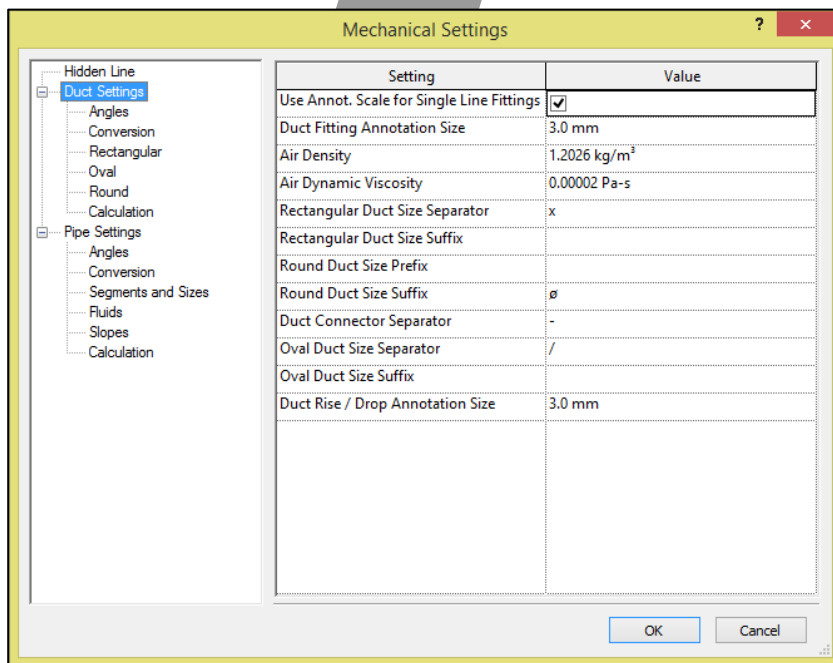 Mechanical Settings
?
x
Hidden Line
Duct Settings
Angles
Conversion
Rectangular
Oval
Round
Calculation
Pipe Settings
Angles
Conversion
Segments and Sizes
Fluids
Slopes
Calculation
Setting Value
Use Annot. Scale for Single Line Fittings
Duct Fitting Annotation Size 3.0 mm
Air Density 1.2026 kg/m³
Air Dynamic Viscosity 0.00002 Pa-s
Rectangular Duct Size Separator x
Rectangular Duct Size Suffix
Round Duct Size Prefix
Round Duct Size Suffix ø
Duct Connector Separator -
Oval Duct Size Separator /
Oval Duct Size Suffix
Duct Rise / Drop Annotation Size 3.0 mm
OK Cancel